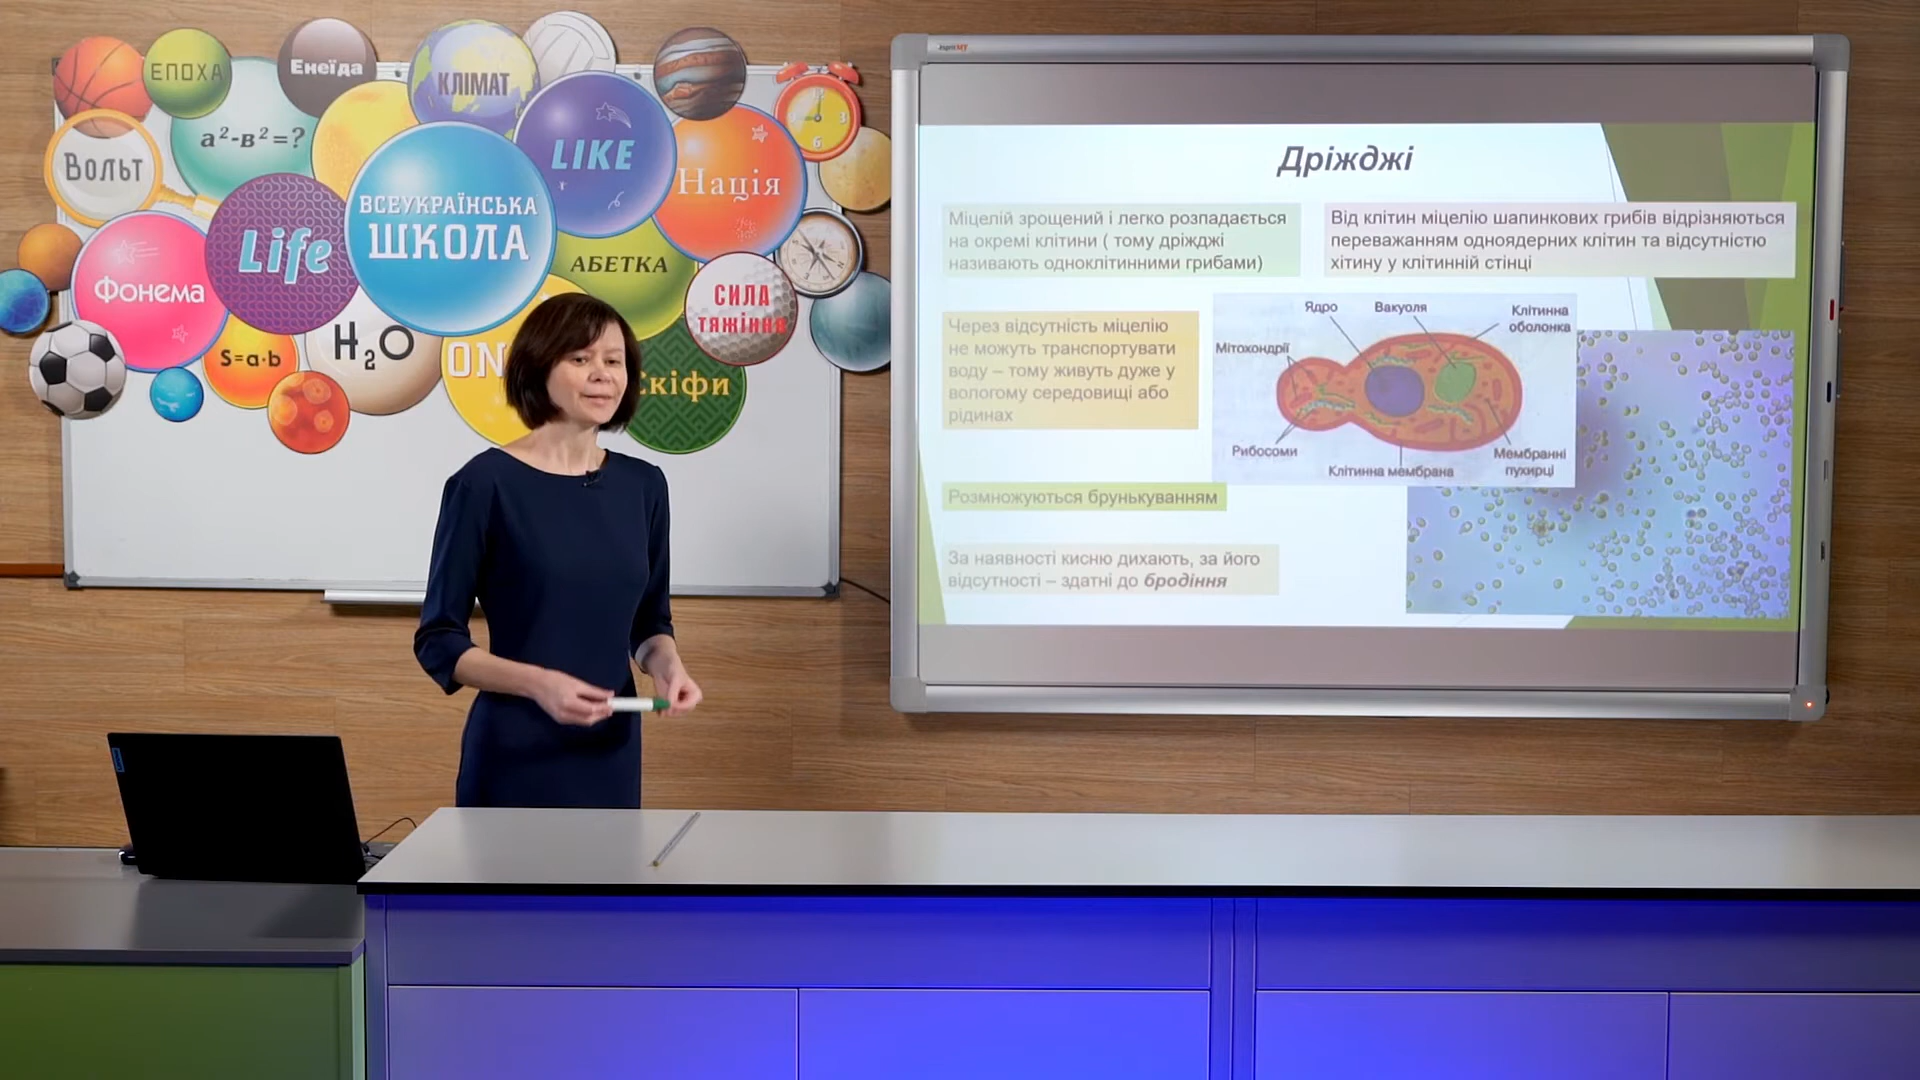 ЕПОХА
Енеїда
КЛІМАТ
a²-в²=?
Вольт
LIKE
Нація
ВСЕУКРАЇНСЬКА
ШКОЛА
Life
АБЕТКА
Фонема
СИЛА
тяжіння
H₂O
S=a·b
ON
Скіфи
Дріжджі
Міцелій зрощений і легко розпадається
на окремі клітини ( тому дріжджі
називають одноклітинними грибами)
Від клітин міцелію шапинкових грибів відрізняються
переважанням одноядерних клітин та відсутністю
хітину у клітинній стінці
Через відсутність міцелію
не можуть транспортувати
воду – тому живуть дуже у
вологому середовищі або
рідинах
Ядро
Вакуоля
Клітинна
оболонка
Мітохондрії
Рибосоми
Клітинна мембрана
Мембранні
пухирці
Розмножуються брунькуванням
За наявності кисню дихають, за його
відсутності – здатні до бродіння